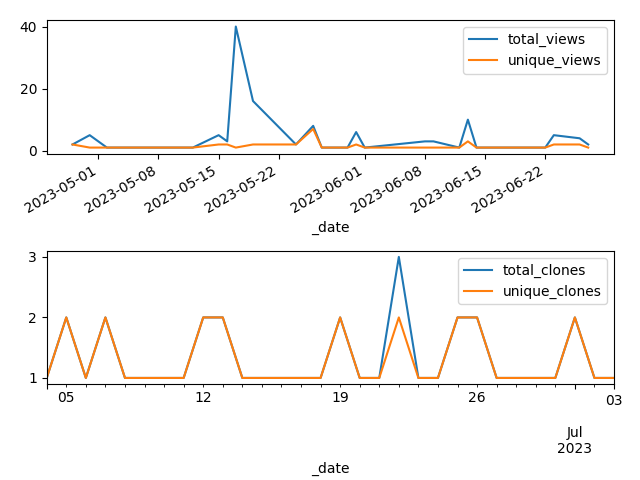 40
20
0
total_views
unique_views
2023-05-01
2023-05-08
2023-05-15
2023-05-22
2023-06-01
2023-06-08
2023-06-15
2023-06-22
_date
3
2
1
total_clones
unique_clones
05
12
19
26
03
Jul
2023
_date